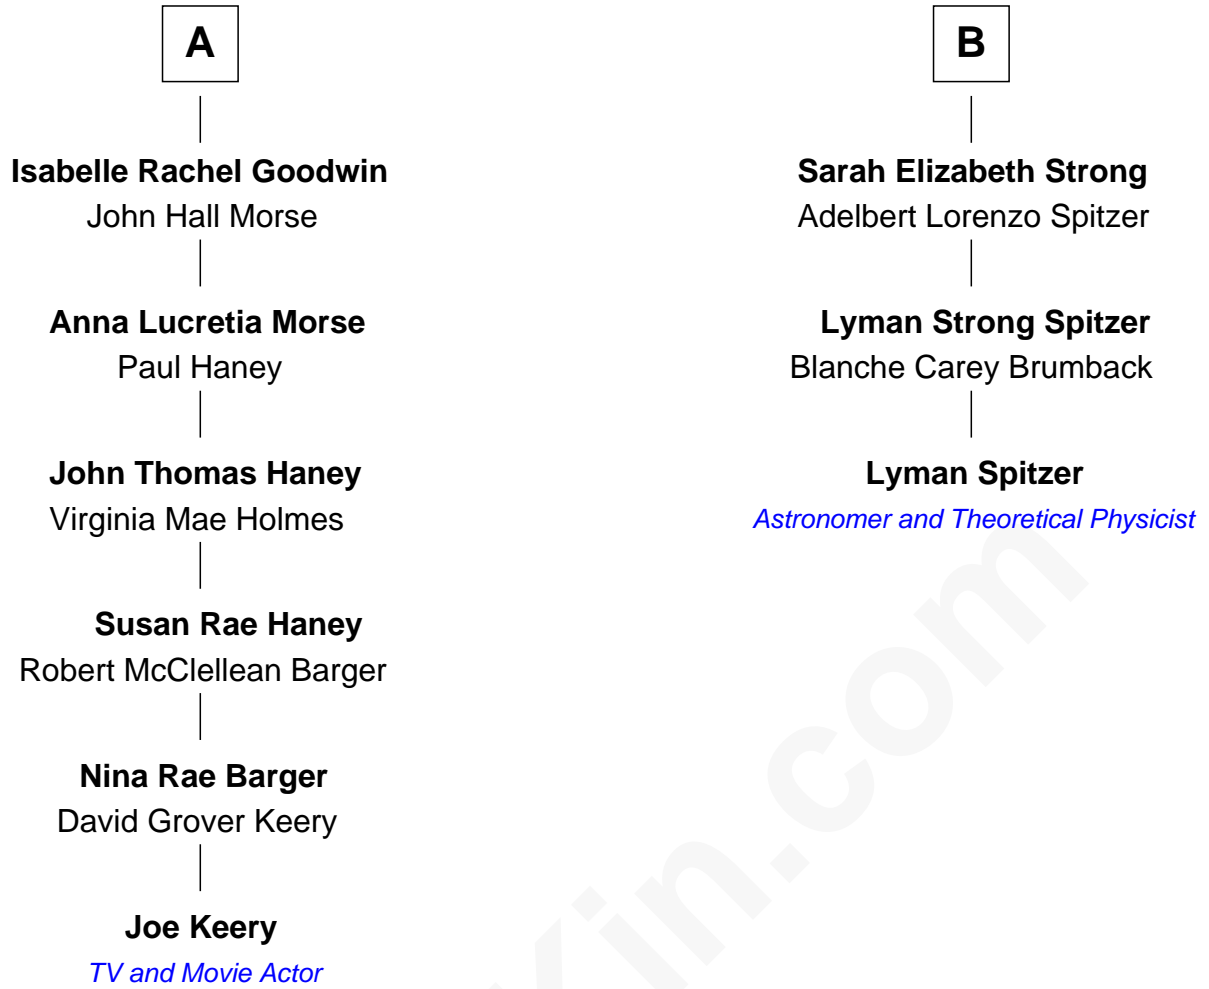 A
Isabelle Rachel Goodwin
John Hall Morse
Anna Lucretia Morse
Paul Haney
John Thomas Haney
Virginia Mae Holmes
Susan Rae Haney
Robert McClellean Barger
Nina Rae Barger
David Grover Keery
Joe Keery
TV and Movie Actor
B
Sarah Elizabeth Strong
Adelbert Lorenzo Spitzer
Lyman Strong Spitzer
Blanche Carey Brumback
Lyman Spitzer
Astronomer and Theoretical Physicist
Kin.com